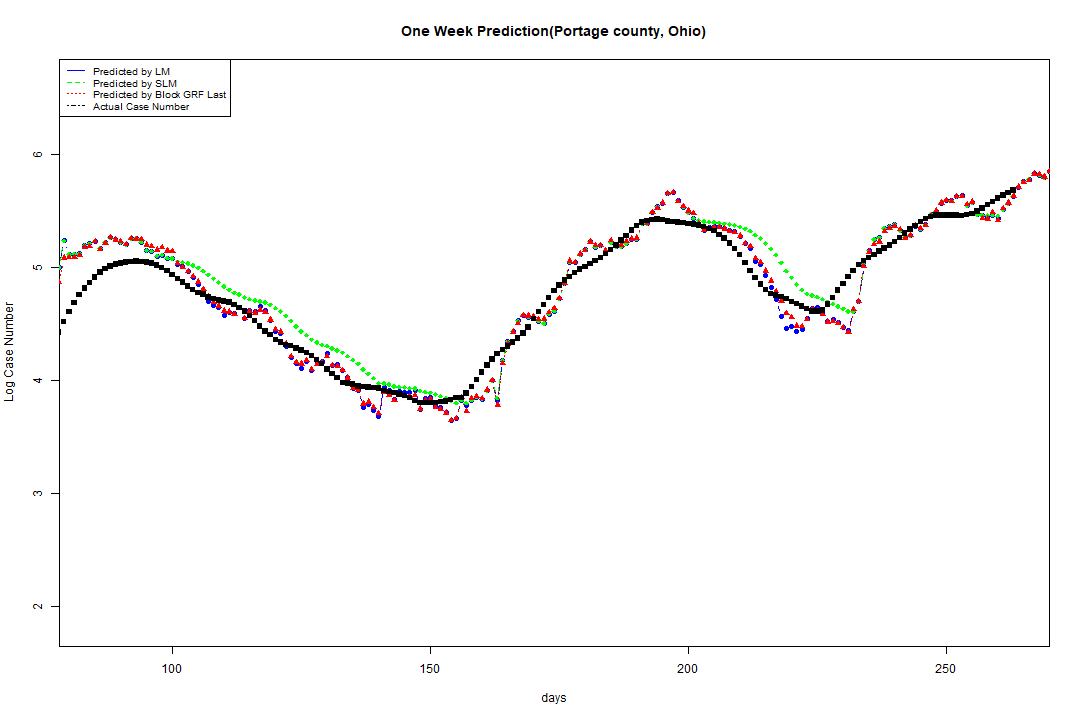 One Week Prediction(Portage county, Ohio)
Predicted by LM
Predicted by SLM
Predicted by Block GRF Last
Actual Case Number
6
5
4
3
2
Log Case Number
100 150 200 250
days